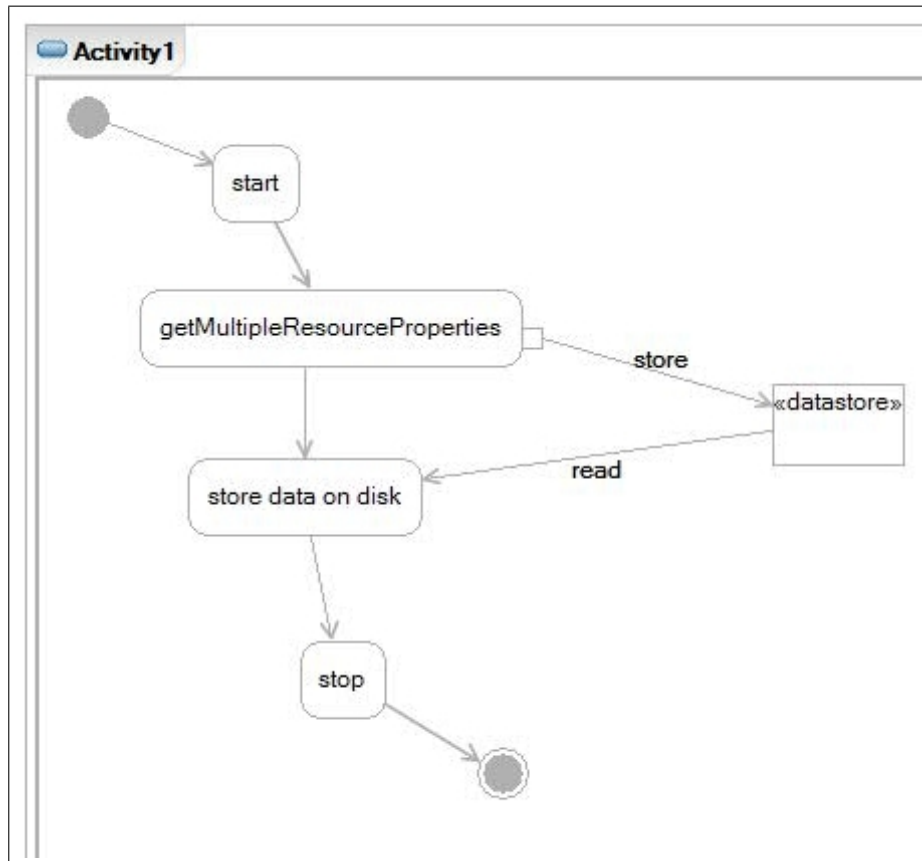 Activity1
start
getMultipleResourceProperties
store
«datastore»
read
store data on disk
stop